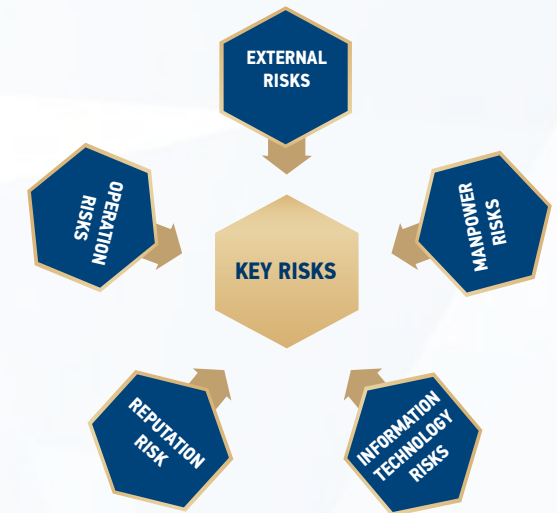 EXTERNAL
RISKS
OPERATION
RISKS
MANPOWER
RISKS
KEY RISKS
REPUTATION
RISK
INFORMATION
TECHNOLOGY
RISKS